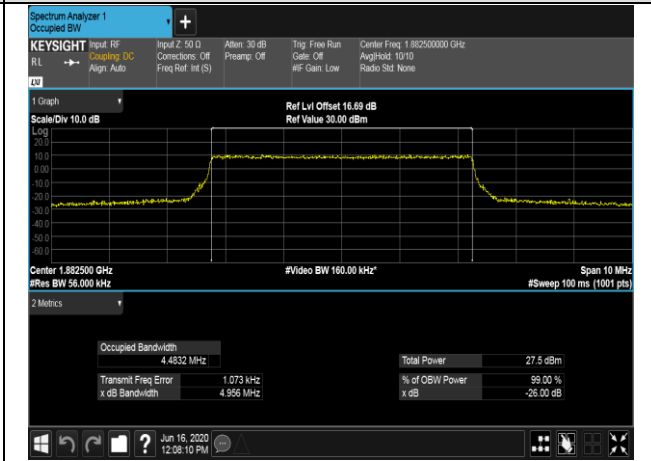 Spectrum Analyzer 1
Occupied BW
+
KEYSIGHT
RL
LXI
Input: RF
Coupling: DC
Align: Auto
Input Z: 50 Ω
Corrections: Off
Freq Ref: Int (S)
Atten: 30 dB
Preamp: Off
Trig: Free Run
Gate: Off
#IF Gain: Low
Center Freq: 1.882500000 GHz
Avg|Hold: 10/10
Radio Std: None
1 Graph
Scale/Div 10.0 dB
Ref Lvl Offset 16.69 dB
Ref Value 30.00 dBm
Log
20.0
10.0
0.00
-10.0
-20.0
-30.0
-40.0
-50.0
-60.0
Center 1.882500 GHz
#Video BW 160.00 kHz*
Span 10 MHz
#Res BW 56.000 kHz
#Sweep 100 ms (1001 pts)
2 Metrics
Occupied Bandwidth
4.4832 MHz
Total Power 27.5 dBm
Transmit Freq Error 1.073 kHz
% of OBW Power 99.00 %
x dB Bandwidth 4.956 MHz
x dB -26.00 dB
?
Jun 16, 2020
12:08:10 PM